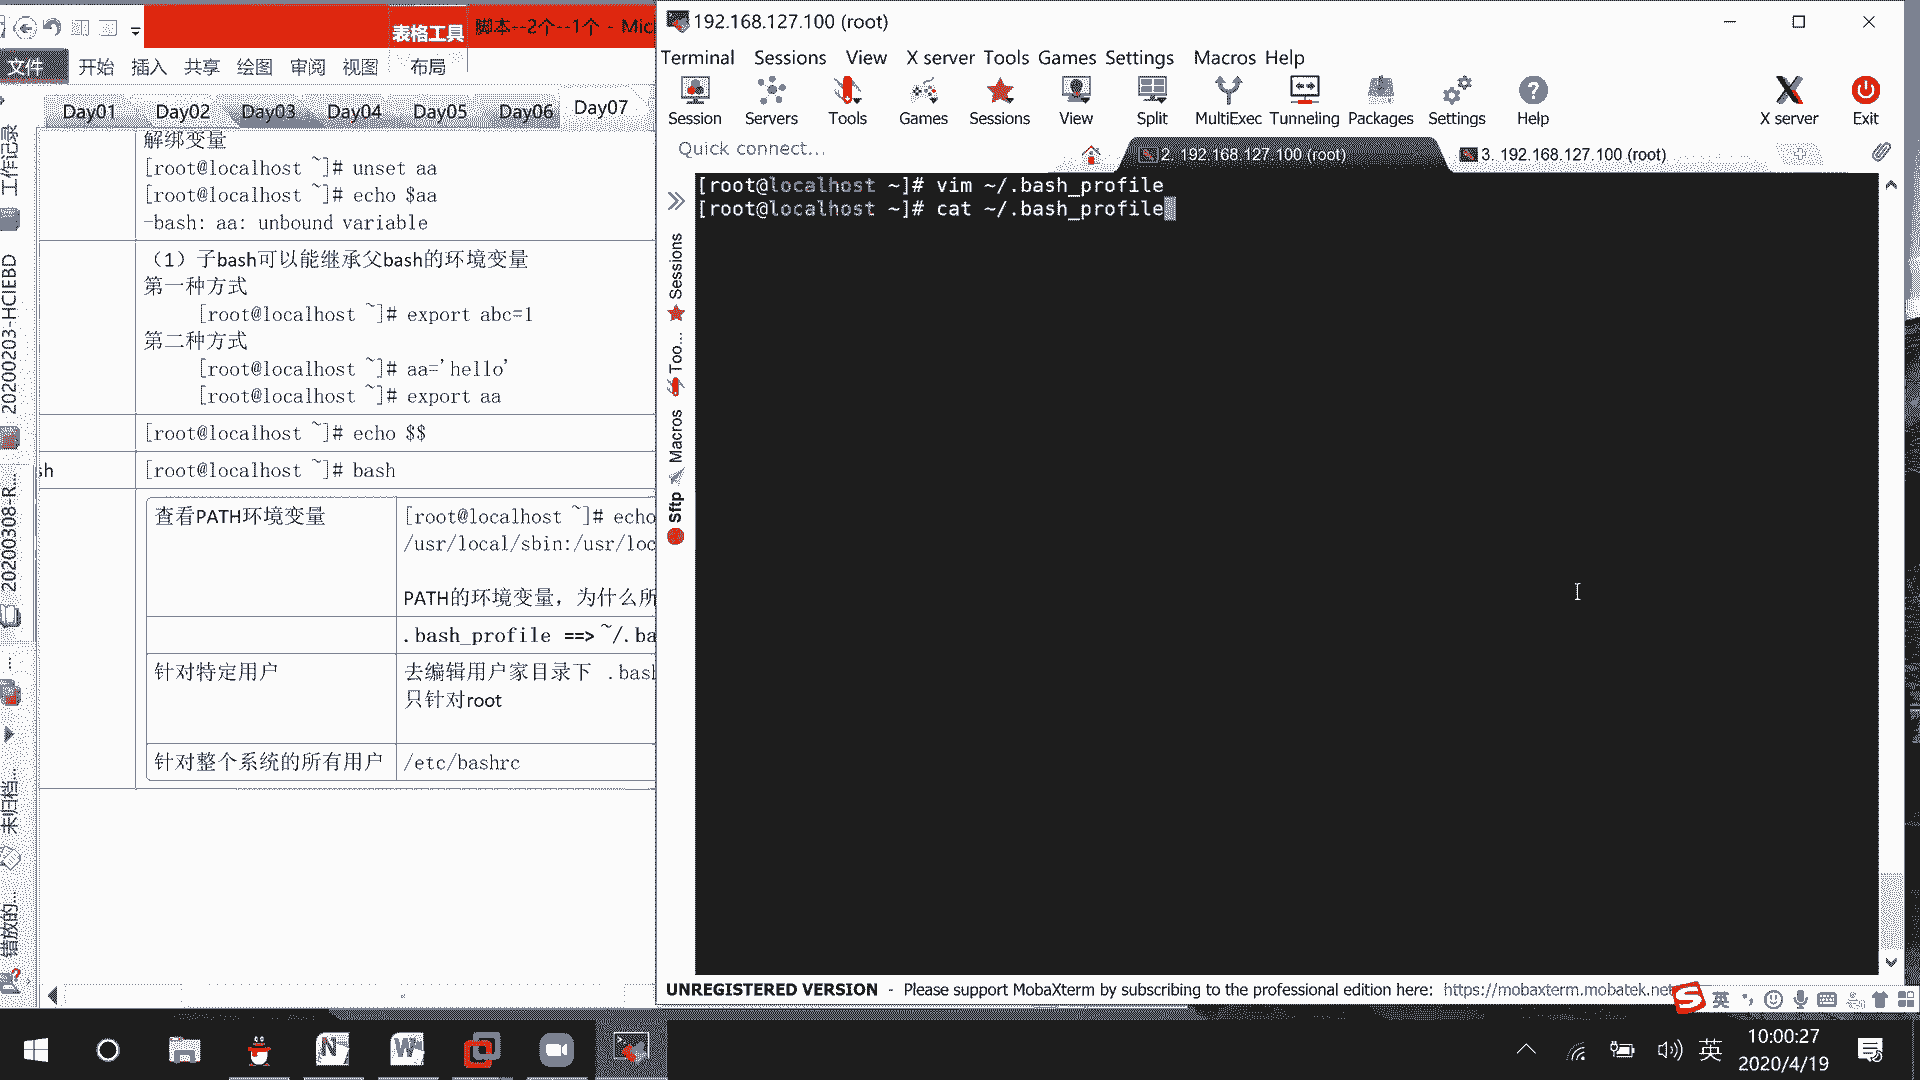 表格工具
脚本--2个--1个 - Mic
文件 开始 插入 共享 绘图 审阅 视图 布局
Day01 Day02 Day03 Day04 Day05 Day06 Day07
工作记录
20200203-HCIEBD
20200308-R...
...
未归档...
错放的...
解绑变量
[root@localhost ~]# unset aa
[root@localhost ~]# echo $aa
-bash: aa: unbound variable
（1）子bash可以能继承父bash的环境变量
第一种方式
[root@localhost ~]# export abc=1
第二种方式
[root@localhost ~]# aa='hello'
[root@localhost ~]# export aa
[root@localhost ~]# echo $$
sh
[root@localhost ~]# bash
查看PATH环境变量
[root@localhost ~]# echo
/usr/local/sbin:/usr/loc
PATH的环境变量，为什么所
.bash_profile ==> ~/.ba
针对特定用户
去编辑用户家目录下 .bash
只针对root
针对整个系统的所有用户
/etc/bashrc
192.168.127.100 (root)
Terminal Sessions View X server Tools Games Settings Macros Help
Session Servers Tools Games Sessions View Split MultiExec Tunneling Packages Settings Help X server Exit
Quick connect...
2. 192.168.127.100 (root)
3. 192.168.127.100 (root)
Sessions
Too...
Macros
Sftp
[root@localhost ~]# vim ~/.bash_profile
[root@localhost ~]# cat ~/.bash_profile
UNREGISTERED VERSION - Please support MobaXterm by subscribing to the professional edition here: https://mobaxterm.mobatek.net
英
英
10:00:27
2020/4/19